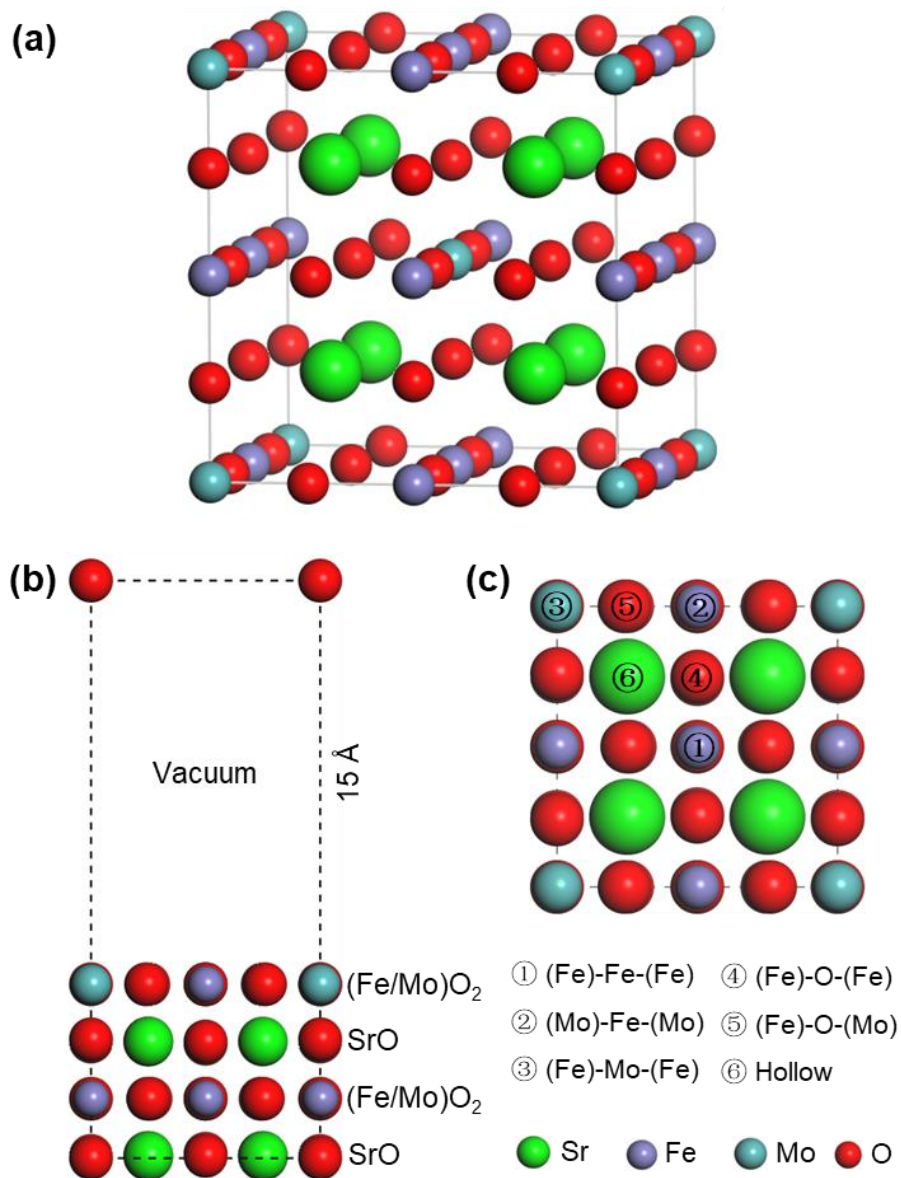 (a)
(b)
Vacuum
15 Å
(Fe/Mo)O₂
SrO
(Fe/Mo)O₂
SrO
(c)
③ ⑤ ②
⑥ ④
①
① (Fe)-Fe-(Fe) ④ (Fe)-O-(Fe)
② (Mo)-Fe-(Mo) ⑤ (Fe)-O-(Mo)
③ (Fe)-Mo-(Fe) ⑥ Hollow
Sr Fe Mo O